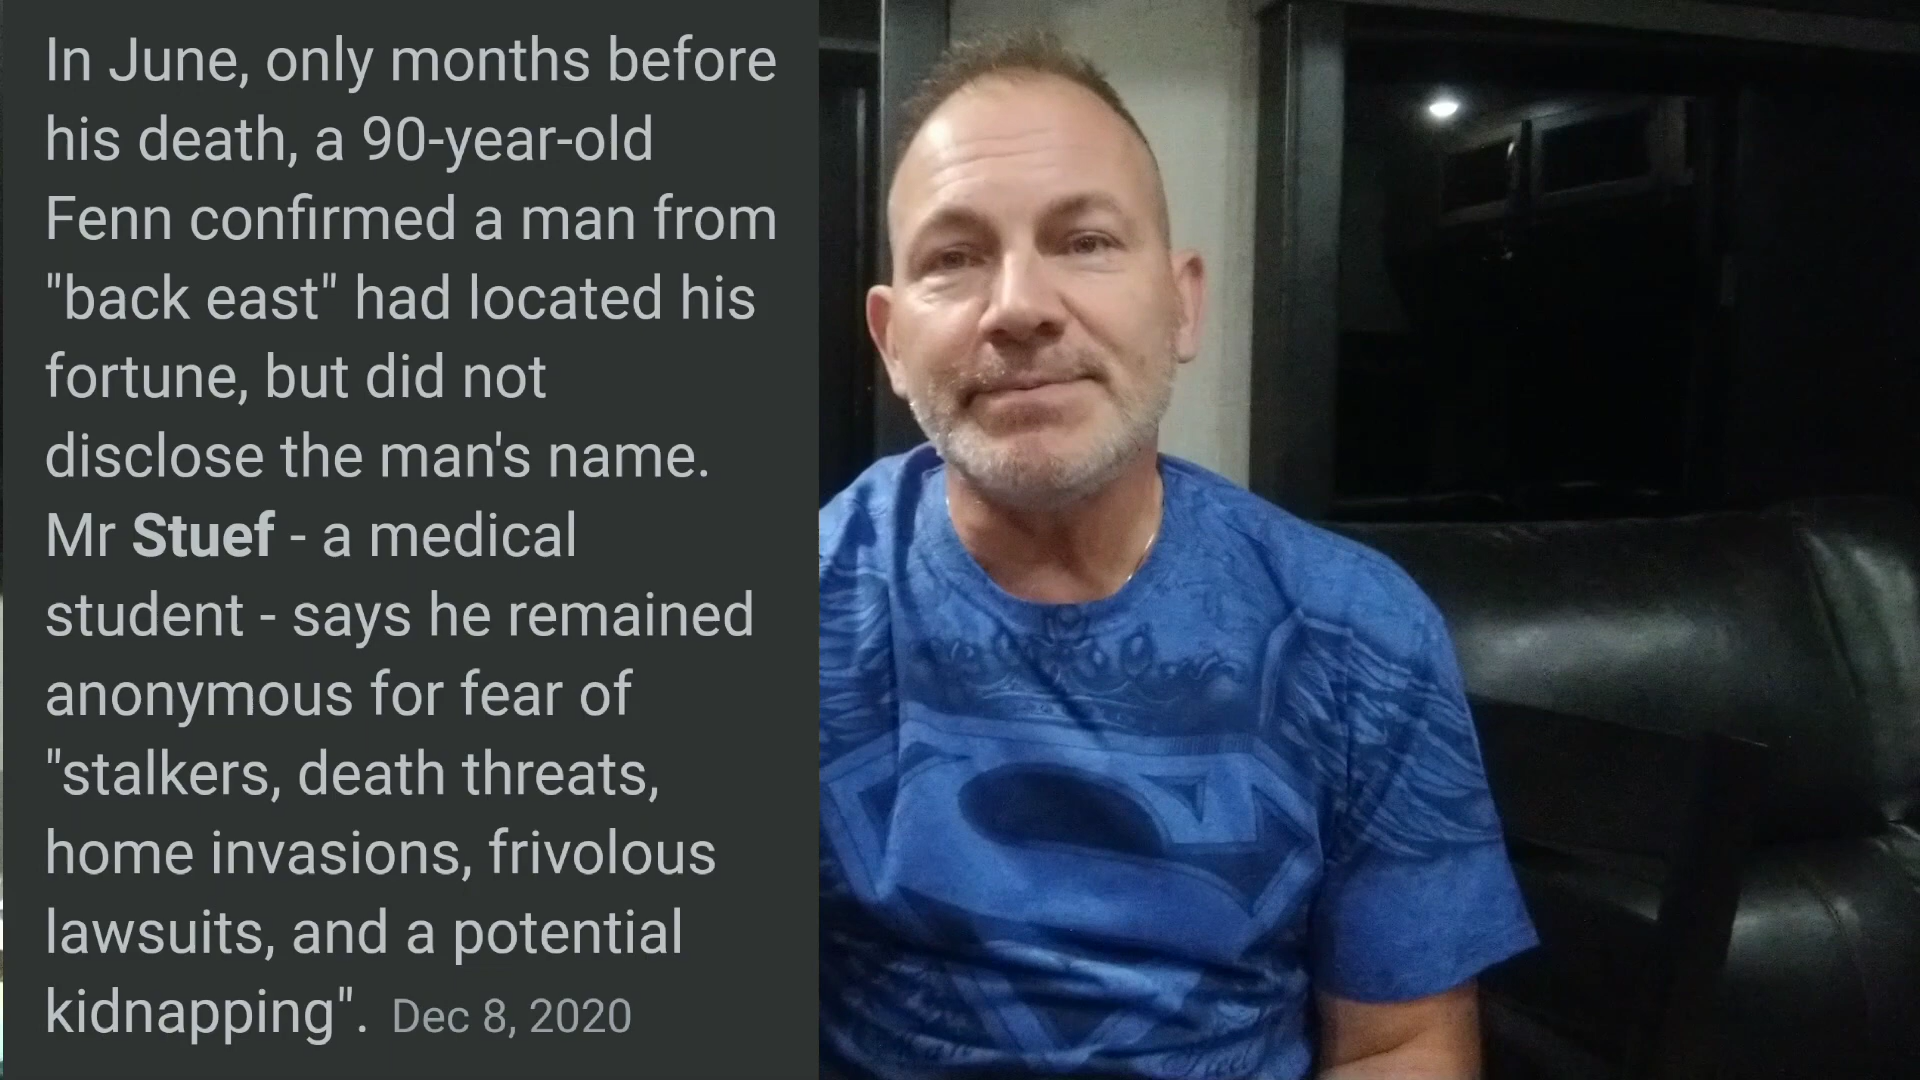 In June, only months before
his death, a 90-year-old
Fenn confirmed a man from
"back east" had located his
fortune, but did not
disclose the man's name.
Mr Stuef - a medical
student - says he remained
anonymous for fear of
"stalkers, death threats,
home invasions, frivolous
lawsuits, and a potential
kidnapping". Dec 8, 2020
S